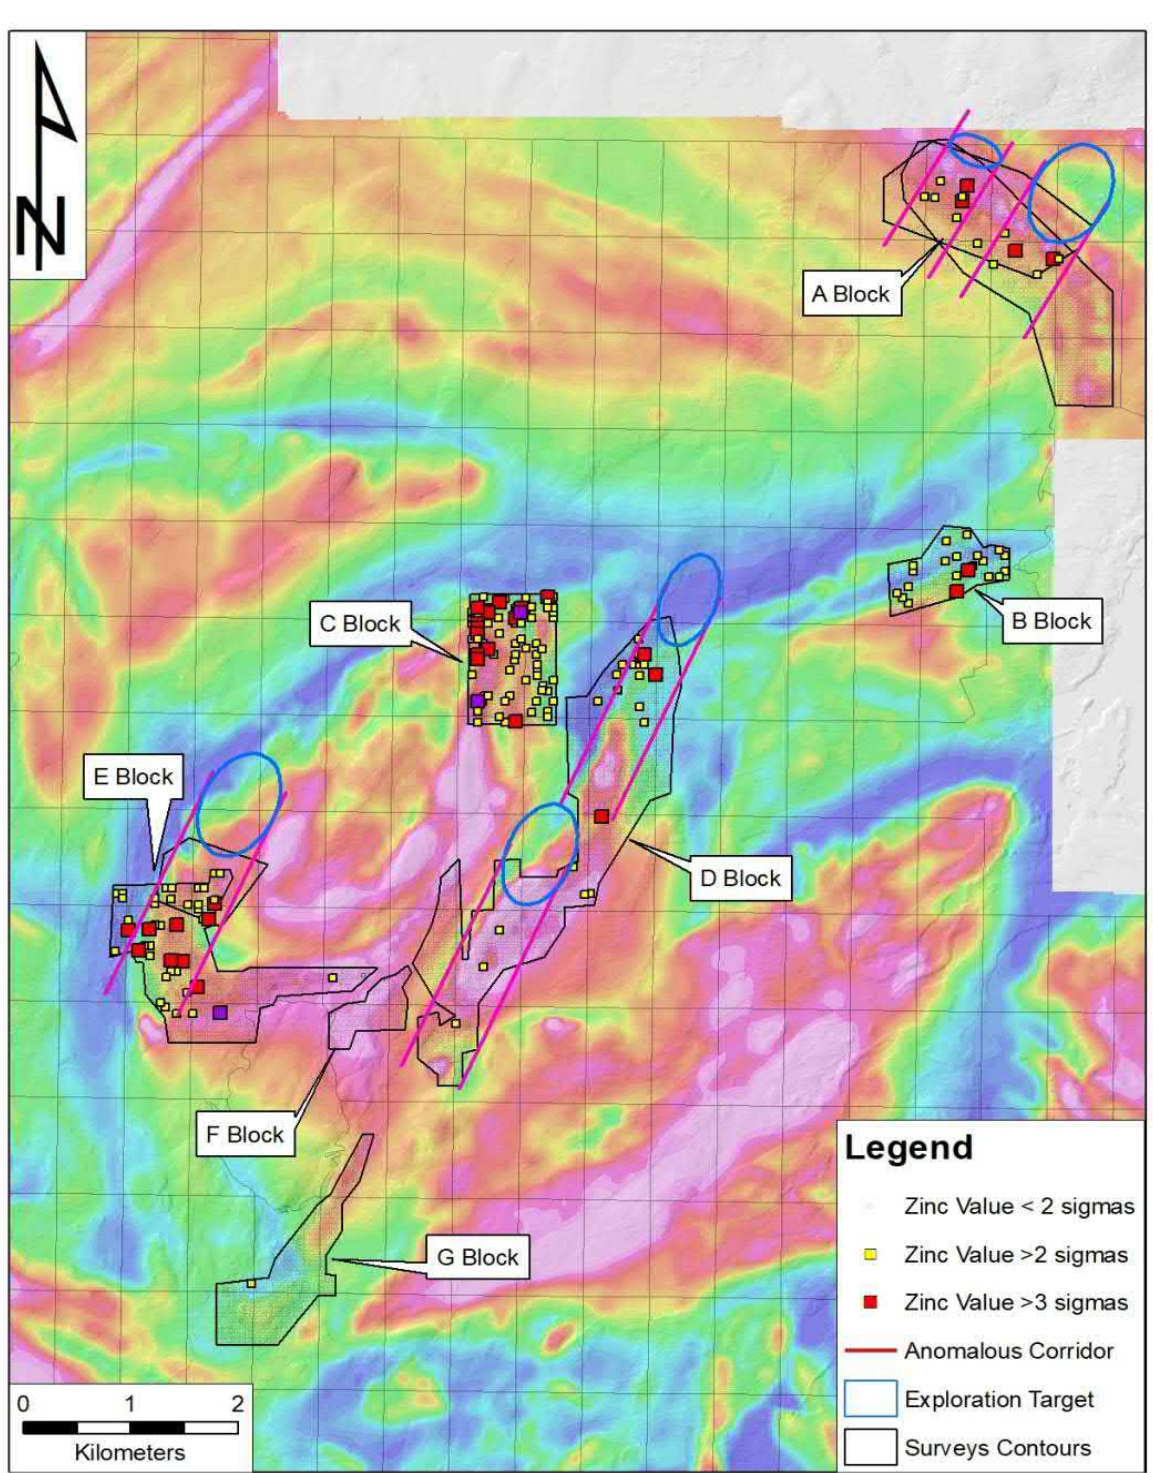 N
A Block
B Block
C Block
E Block
D Block
F Block
G Block
Legend
Zinc Value < 2 sigmas
Zinc Value >2 sigmas
Zinc Value >3 sigmas
Anomalous Corridor
Exploration Target
Surveys Contours
0 1 2
Kilometers